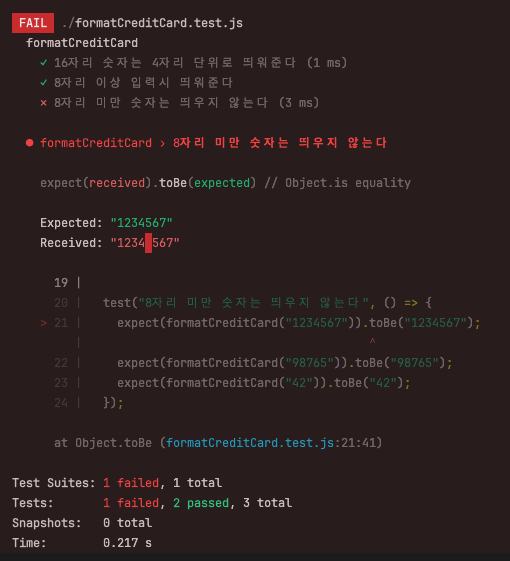 FAIL ./formatCreditCard.test.js
formatCreditCard
✓ 16자리 숫자는 4자리 단위로 띄워준다 (1 ms)
✓ 8자리 이상 입력시 띄워준다
× 8자리 미만 숫자는 띄우지 않는다 (3 ms)
● formatCreditCard › 8자리 미만 숫자는 띄우지 않는다
expect(received).toBe(expected) // Object.is equality
Expected: "1234567"
Received: "1234 567"
19 |
20 | test("8자리 미만 숫자는 띄우지 않는다", () => {
> 21 | expect(formatCreditCard("1234567")).toBe("1234567");
| ^
22 | expect(formatCreditCard("98765")).toBe("98765");
23 | expect(formatCreditCard("42")).toBe("42");
24 | });
at Object.toBe (formatCreditCard.test.js:21:41)
Test Suites: 1 failed, 1 total
Tests: 1 failed, 2 passed, 3 total
Snapshots: 0 total
Time: 0.217 s